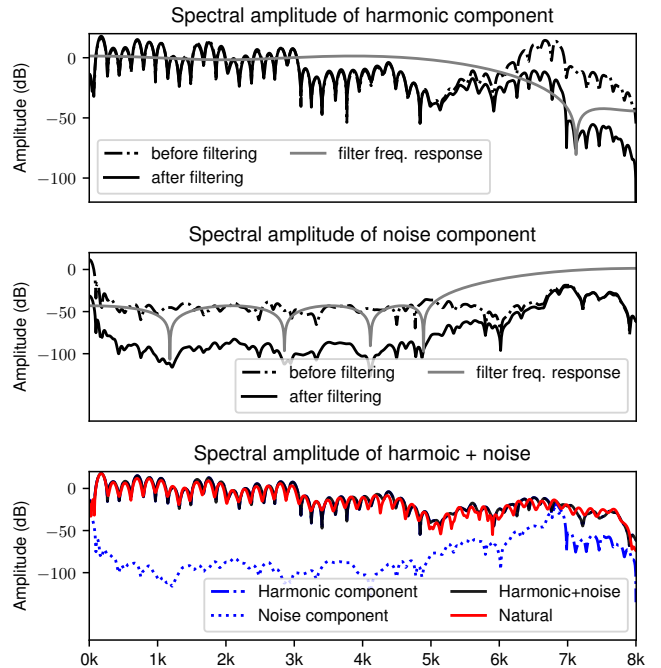 Spectral amplitude of harmonic component
Amplitude (dB)
0
−50
−100
before filtering
filter freq. response
after filtering
Spectral amplitude of noise component
Amplitude (dB)
0
−50
−100
before filtering
filter freq. response
after filtering
Spectral amplitude of harmoic + noise
Amplitude (dB)
0
−50
−100
Harmonic component
Harmonic+noise
Noise component
Natural
0k 1k 2k 3k 4k 5k 6k 7k 8k